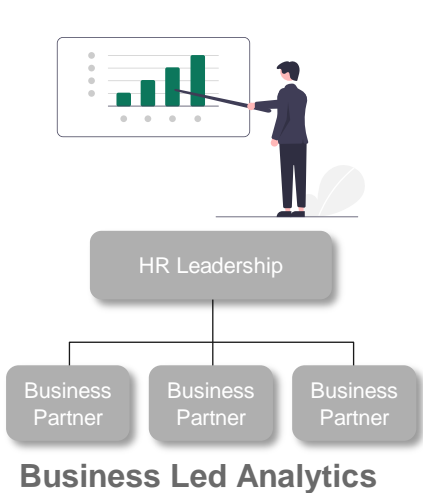 HR Leadership
Business
Partner
Business
Partner
Business
Partner
Business Led Analytics